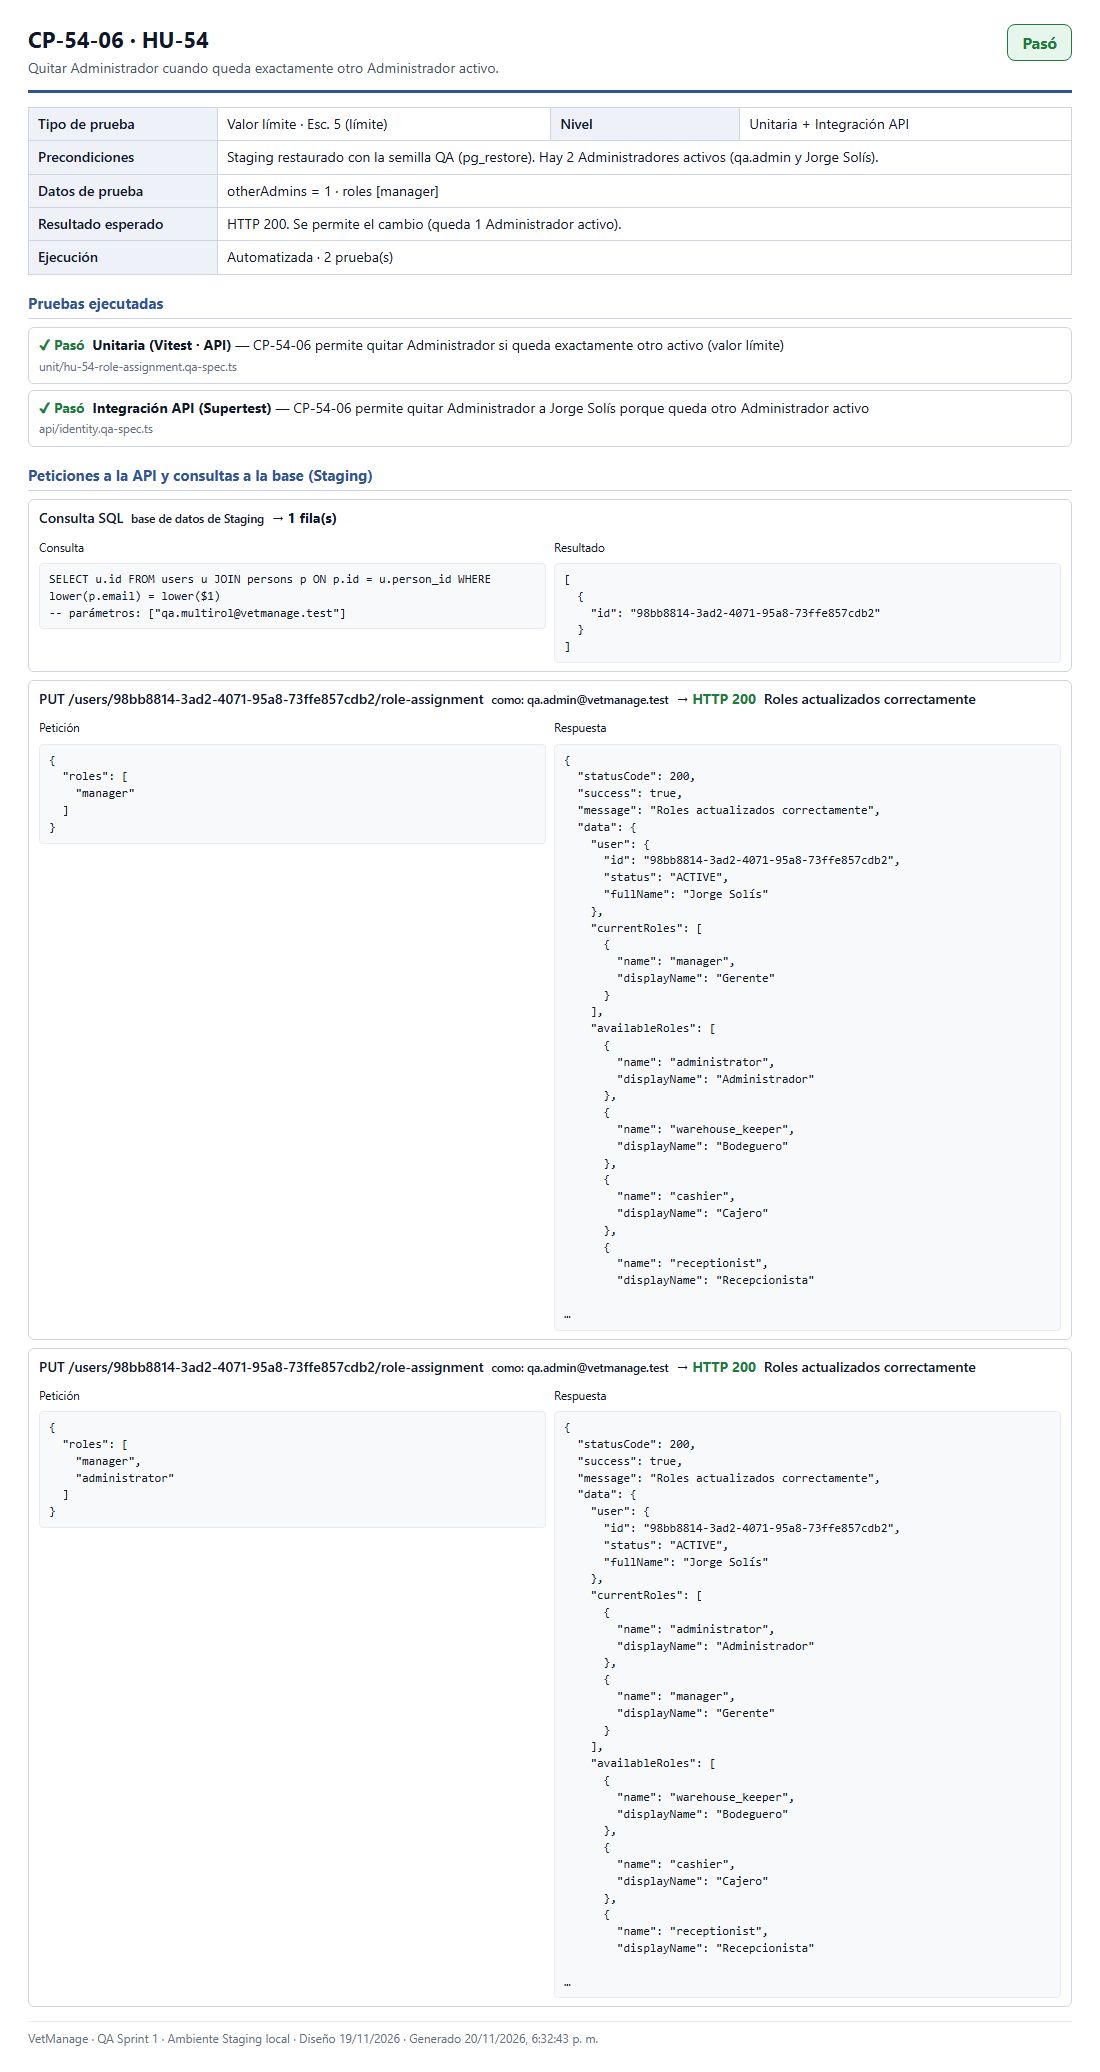 CP-54-06 · HU-54
Pasó
Quitar Administrador cuando queda exactamente otro Administrador activo.
Tipo de prueba
Valor límite · Esc. 5 (límite)
Nivel
Unitaria + Integración API
Precondiciones
Staging restaurado con la semilla QA (pg_restore). Hay 2 Administradores activos (qa.admin y Jorge Solís).
Datos de prueba
otherAdmins = 1 · roles [manager]
Resultado esperado
HTTP 200. Se permite el cambio (queda 1 Administrador activo).
Ejecución
Automatizada · 2 prueba(s)
Pruebas ejecutadas
✓ Pasó Unitaria (Vitest · API) — CP-54-06 permite quitar Administrador si queda exactamente otro activo (valor límite)
unit/hu-54-role-assignment.qa-spec.ts
✓ Pasó Integración API (Supertest) — CP-54-06 permite quitar Administrador a Jorge Solís porque queda otro Administrador activo
api/identity.qa-spec.ts
Peticiones a la API y consultas a la base (Staging)
Consulta SQL base de datos de Staging → 1 fila(s)
Consulta
SELECT u.id FROM users u JOIN persons p ON p.id = u.person_id WHERE
lower(p.email) = lower($1)
-- parámetros: ["qa.multirol@vetmanage.test"]
Resultado
[
  {
    "id": "98bb8814-3ad2-4071-95a8-73ffe857cdb2"
  }
]
PUT /users/98bb8814-3ad2-4071-95a8-73ffe857cdb2/role-assignment como: qa.admin@vetmanage.test → HTTP 200 Roles actualizados correctamente
Petición
{
  "roles": [
    "manager"
  ]
}
Respuesta
{
  "statusCode": 200,
  "success": true,
  "message": "Roles actualizados correctamente",
  "data": {
    "user": {
      "id": "98bb8814-3ad2-4071-95a8-73ffe857cdb2",
      "status": "ACTIVE",
      "fullName": "Jorge Solís"
    },
    "currentRoles": [
      {
        "name": "manager",
        "displayName": "Gerente"
      }
    ],
    "availableRoles": [
      {
        "name": "administrator",
        "displayName": "Administrador"
      },
      {
        "name": "warehouse_keeper",
        "displayName": "Bodeguero"
      },
      {
        "name": "cashier",
        "displayName": "Cajero"
      },
      {
        "name": "receptionist",
        "displayName": "Recepcionista"
…
PUT /users/98bb8814-3ad2-4071-95a8-73ffe857cdb2/role-assignment como: qa.admin@vetmanage.test → HTTP 200 Roles actualizados correctamente
Petición
{
  "roles": [
    "manager",
    "administrator"
  ]
}
Respuesta
{
  "statusCode": 200,
  "success": true,
  "message": "Roles actualizados correctamente",
  "data": {
    "user": {
      "id": "98bb8814-3ad2-4071-95a8-73ffe857cdb2",
      "status": "ACTIVE",
      "fullName": "Jorge Solís"
    },
    "currentRoles": [
      {
        "name": "administrator",
        "displayName": "Administrador"
      },
      {
        "name": "manager",
        "displayName": "Gerente"
      }
    ],
    "availableRoles": [
      {
        "name": "warehouse_keeper",
        "displayName": "Bodeguero"
      },
      {
        "name": "cashier",
        "displayName": "Cajero"
      },
      {
        "name": "receptionist",
        "displayName": "Recepcionista"
…
VetManage · QA Sprint 1 · Ambiente Staging local · Diseño 19/11/2026 · Generado 20/11/2026, 6:32:43 p. m.